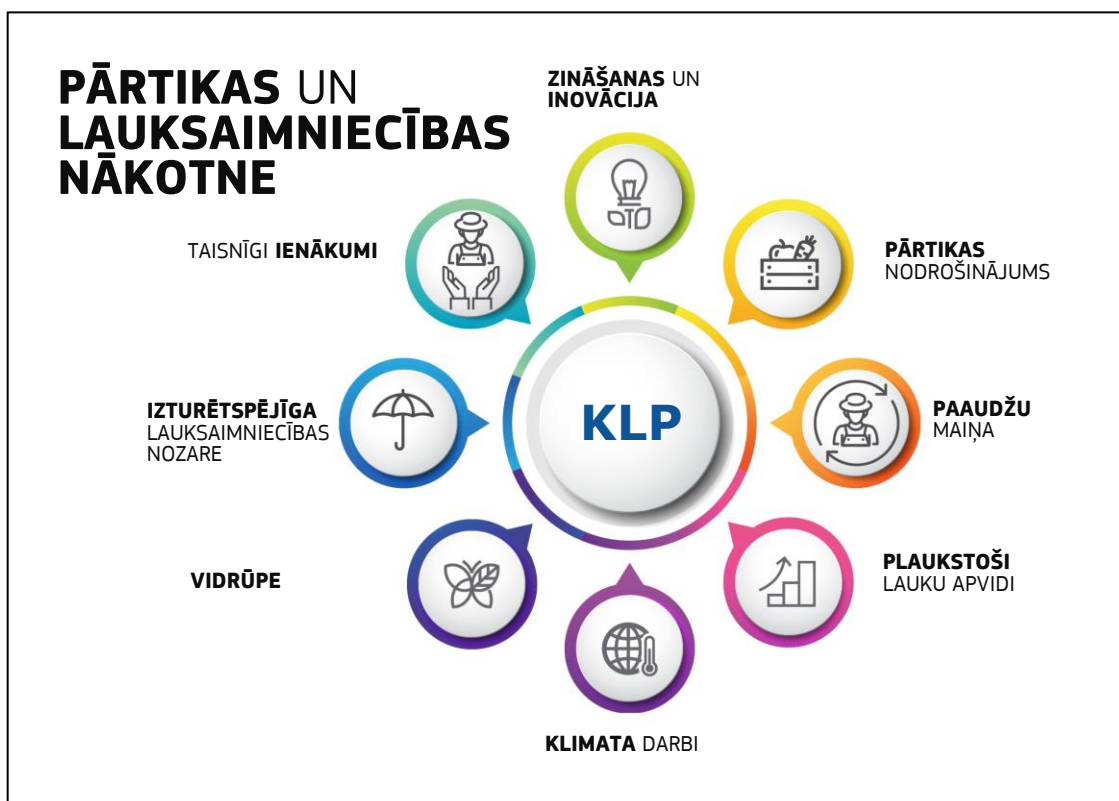 PĀRTIKAS UN
LAUKSAIMNIECĪBAS
NĀKOTNE
ZINĀŠANAS UN
INOVĀCIJA
TAISNĪGI IENĀKUMI
PĀRTIKAS
NODROŠINĀJUMS
IZTURĒTSPĒJĪGA
LAUKSAIMNIECĪBAS
NOZARE
KLP
PAAUDŽU
MAIŅA
VIDRŪPE
PLAUKSTOŠI
LAUKU APVIDI
KLIMATA DARBI